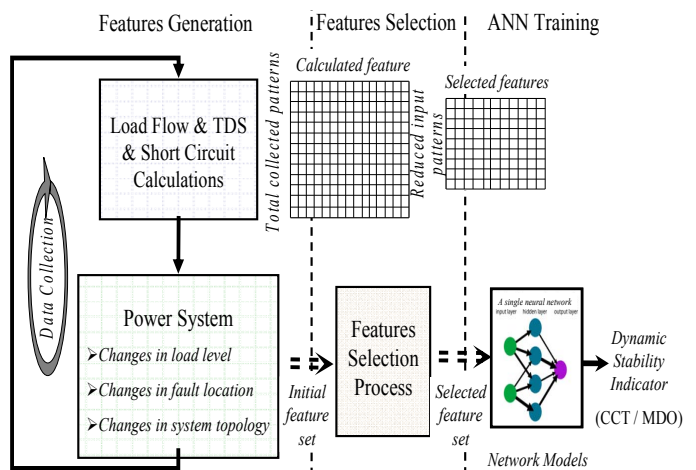 Features Generation
Features Selection
ANN Training
Load Flow & TDS
& Short Circuit
Calculations
Total collected patterns
Calculated feature
Reduced input
patterns
Selected features
Data Collection
Power System
➢Changes in load level
➢Changes in fault location
➢Changes in system topology
Initial
feature
set
Features
Selection
Process
Selected
feature set
A single neural network
input layer
hidden layer
output layer
Dynamic
Stability
Indicator
(CCT / MDO)
Network Models